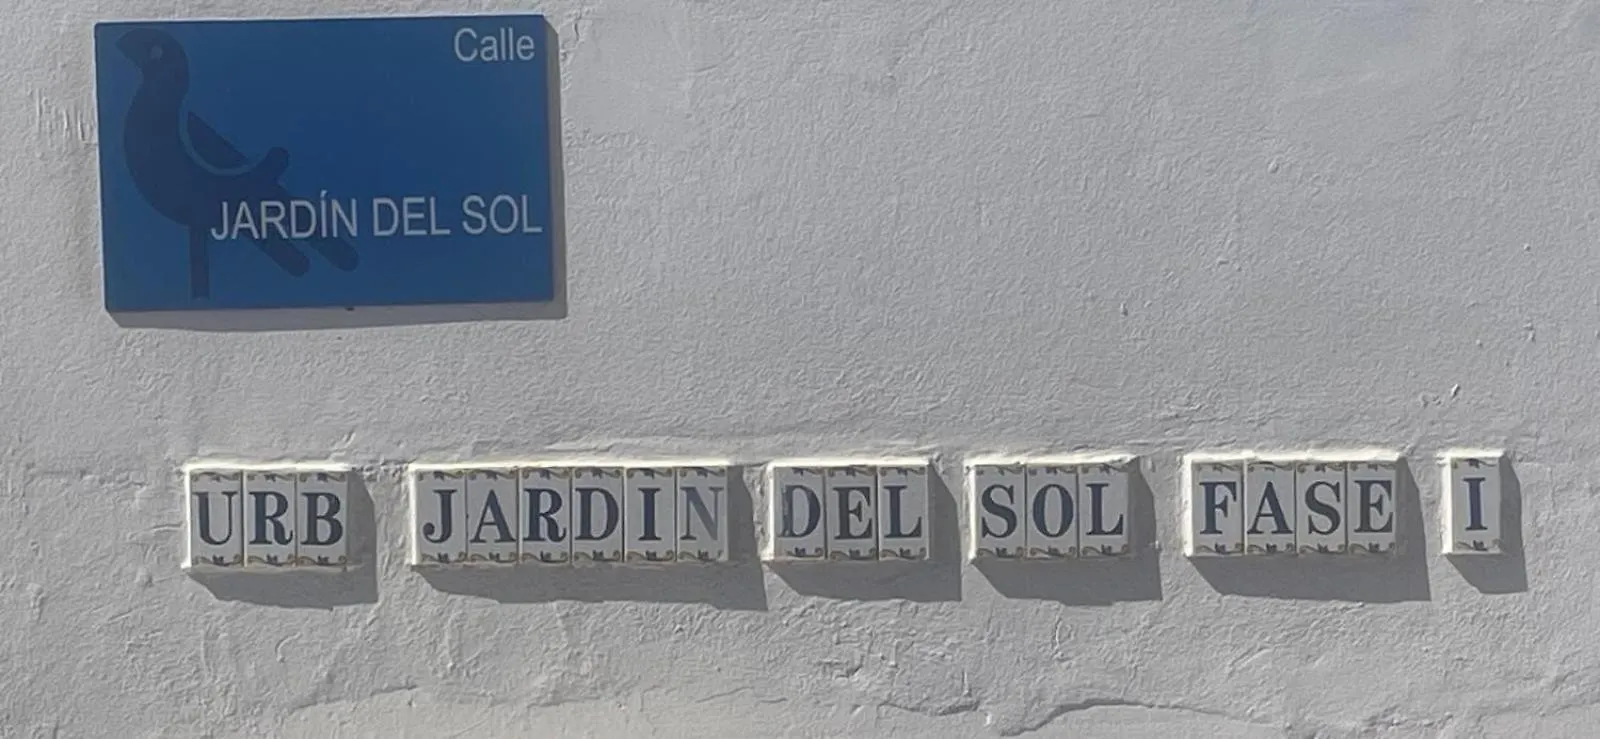 Calle
JARDÍN DEL SOL
URB JARDIN DEL SOL FASE I